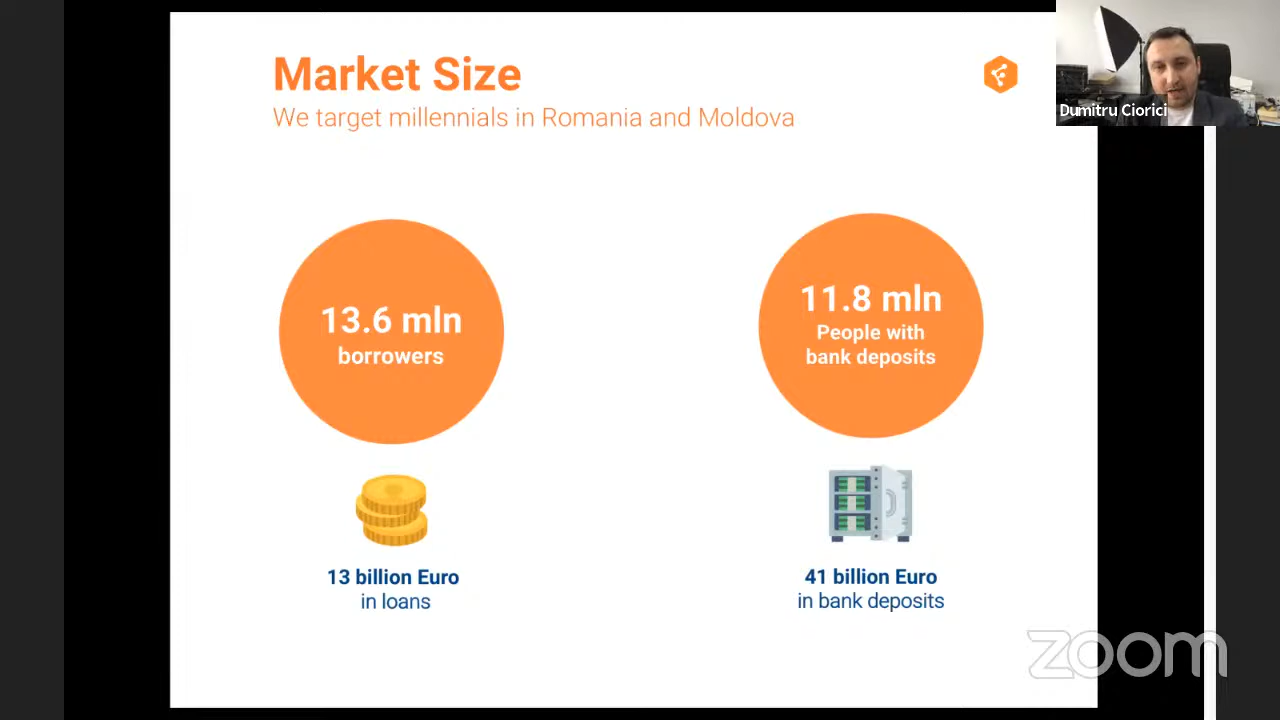 Market Size
We target millennials in Romania and Moldova
Dumitru Ciorici
13.6 mln
borrowers
11.8 mln
People with
bank deposits
13 billion Euro
in loans
41 billion Euro
in bank deposits
zoom